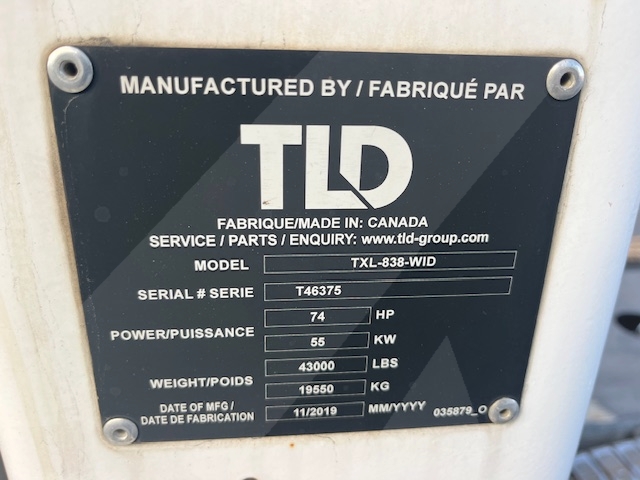 MANUFACTURED BY / FABRIQUÉ PAR
TLD
FABRIQUE/MADE IN: CANADA
SERVICE / PARTS / ENQUIRY: www.tld-group.com
MODEL TXL-838-WID
SERIAL # SERIE T46375
POWER/PUISSANCE
74 HP
55 KW
WEIGHT/POIDS
43000 LBS
19550 KG
DATE OF MFG /
DATE DE FABRICATION
11/2019 MM/YYYY
035879_O